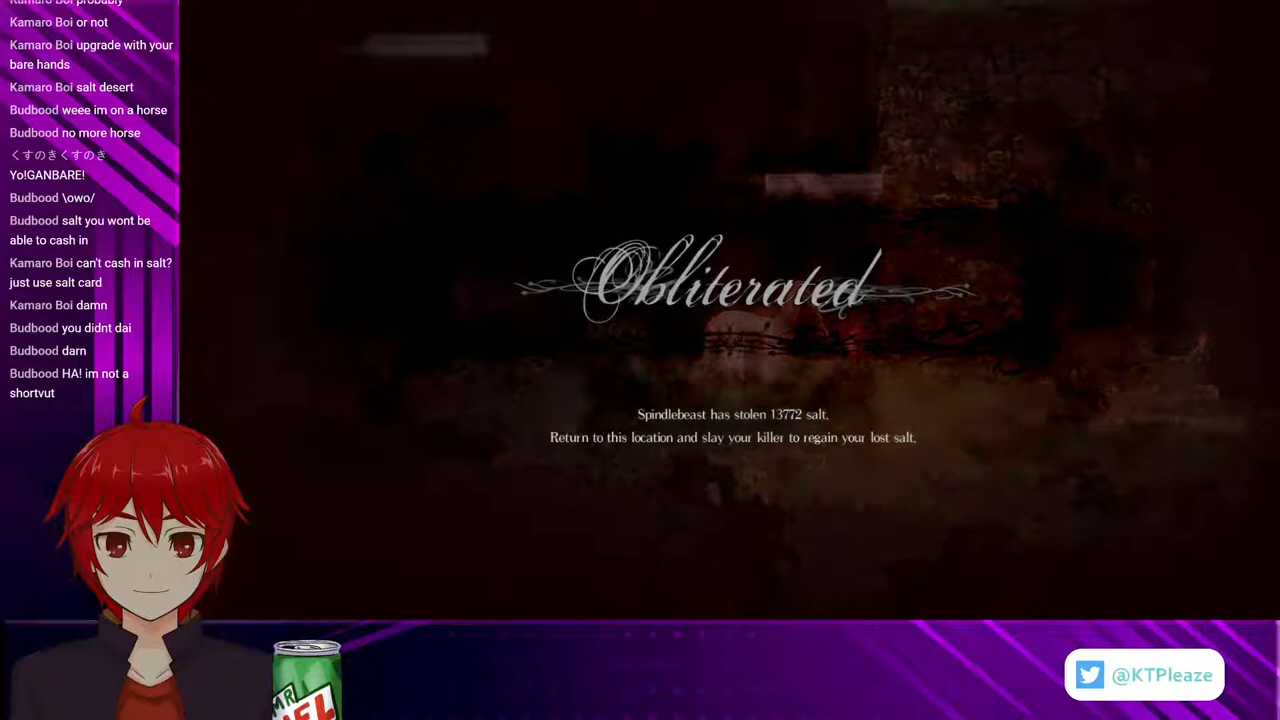 Kamaro Boi probably
Kamaro Boi or not
Kamaro Boi upgrade with your
bare hands
Kamaro Boi salt desert
Budbood weee im on a horse
Budbood no more horse
くすのきくすのき
Yo!GANBARE!
Budbood \owo/
Budbood salt you wont be
able to cash in
Kamaro Boi can't cash in salt?
just use salt card
Kamaro Boi damn
Budbood you didnt dai
Budbood darn
Budbood HA! im not a
shortvut
Obliterated
Spindlebeast has stolen 13772 salt.
Return to this location and slay your killer to regain your lost salt.
@KTPleaze